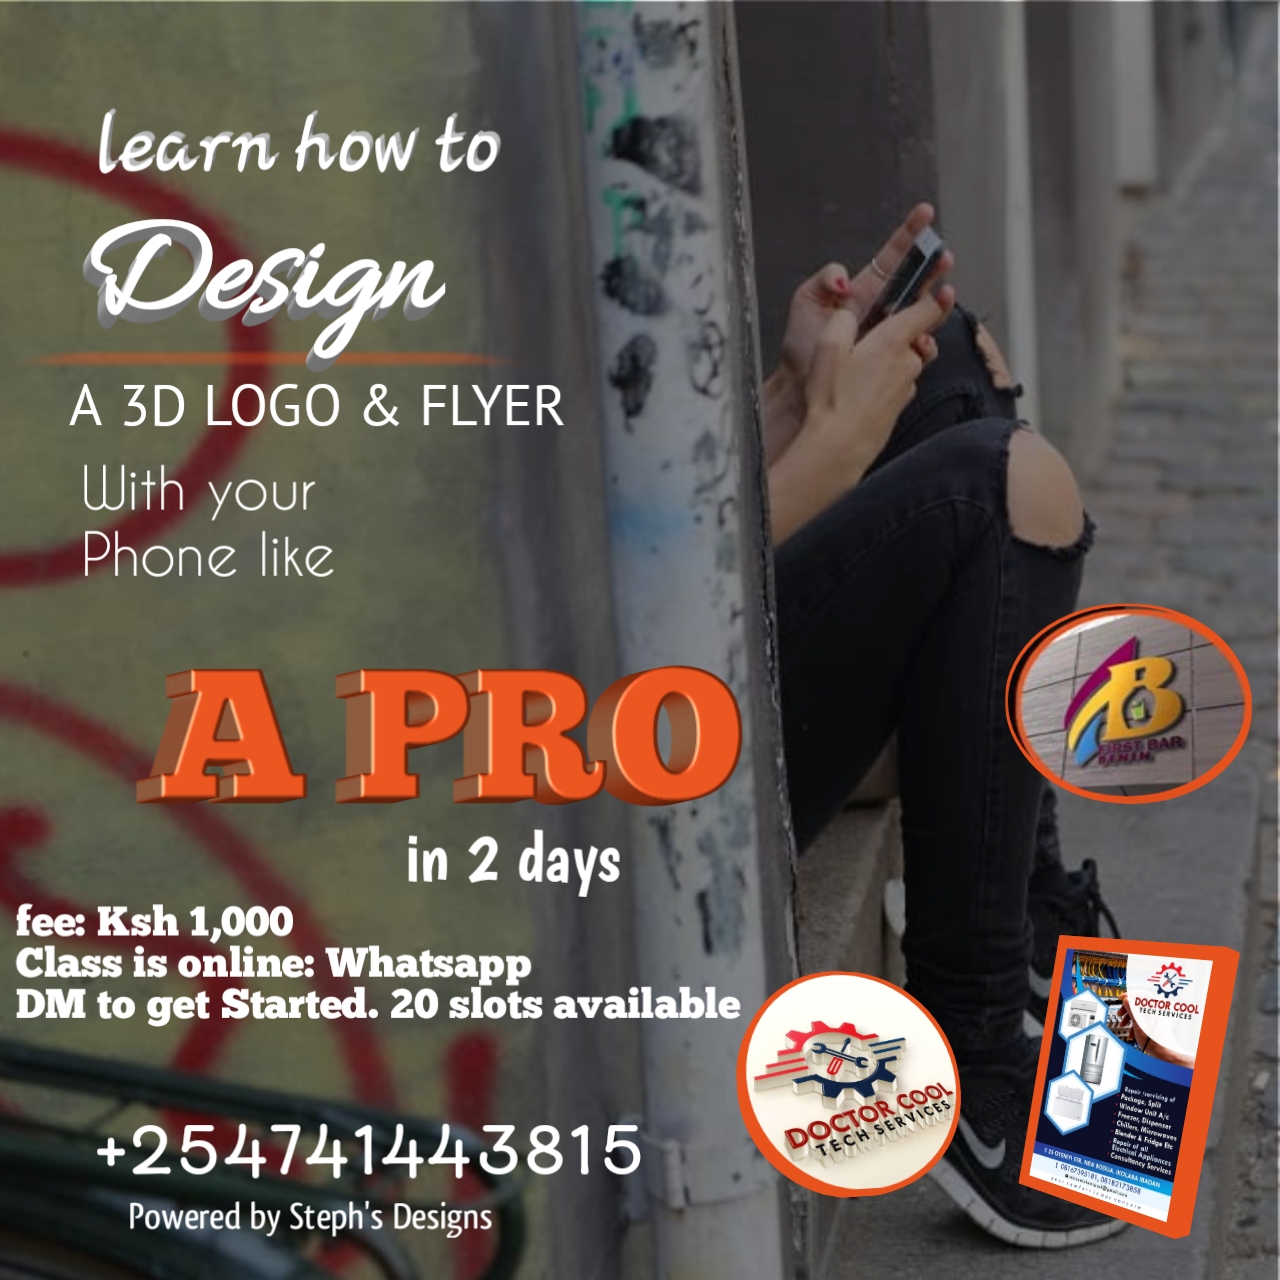 learn how to
Design
A 3D LOGO & FLYER
With your
Phone like
A PRO
in 2 days
fee: Ksh 1,000
Class is online: Whatsapp
DM to get Started. 20 slots available
+254741443815
Powered by Steph's Designs
B
FIRST BAR
BENIN
DOCTOR COOL
TECH SERVICES
DOCTOR COOL
TECH SERVICES
Repair /servicing of
Package, Split
Window Unit A/c
Freezer, Dispenser
Chillers, Microwaves
Blender & Fridge Etc
Repair of all
Electrical Appliances
Consultancy Services